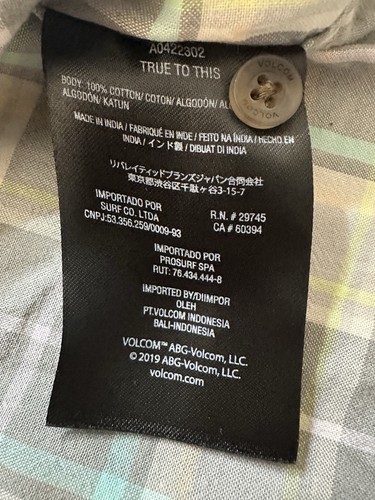 A0422302
TRUE TO THIS
BODY: 100% COTTON/ COTON/ ALGODÓN/
ALGODÓN/ KATUN
MADE IN INDIA / FABRIQUÉ EN INDE / FEITO NA ÍNDIA / HECHO EN
INDIA / インド製 / DIBUAT DI INDIA
リバレイティッドブランズジャパン合同会社
東京都渋谷区千駄ヶ谷3-15-7
IMPORTADO POR
SURF CO. LTDA
CNPJ:53.356.259/0009-93
R.N. # 29745
CA # 60394
IMPORTADO POR
PROSURF SPA
RUT: 76.434.444-8
IMPORTED BY/DIIMPOR
OLEH
PT.VOLCOM INDONESIA
BALI-INDONESIA
VOLCOM™ ABG-Volcom, LLC.
© 2019 ABG-Volcom, LLC.
volcom.com
VOLCOM
VOLCOM